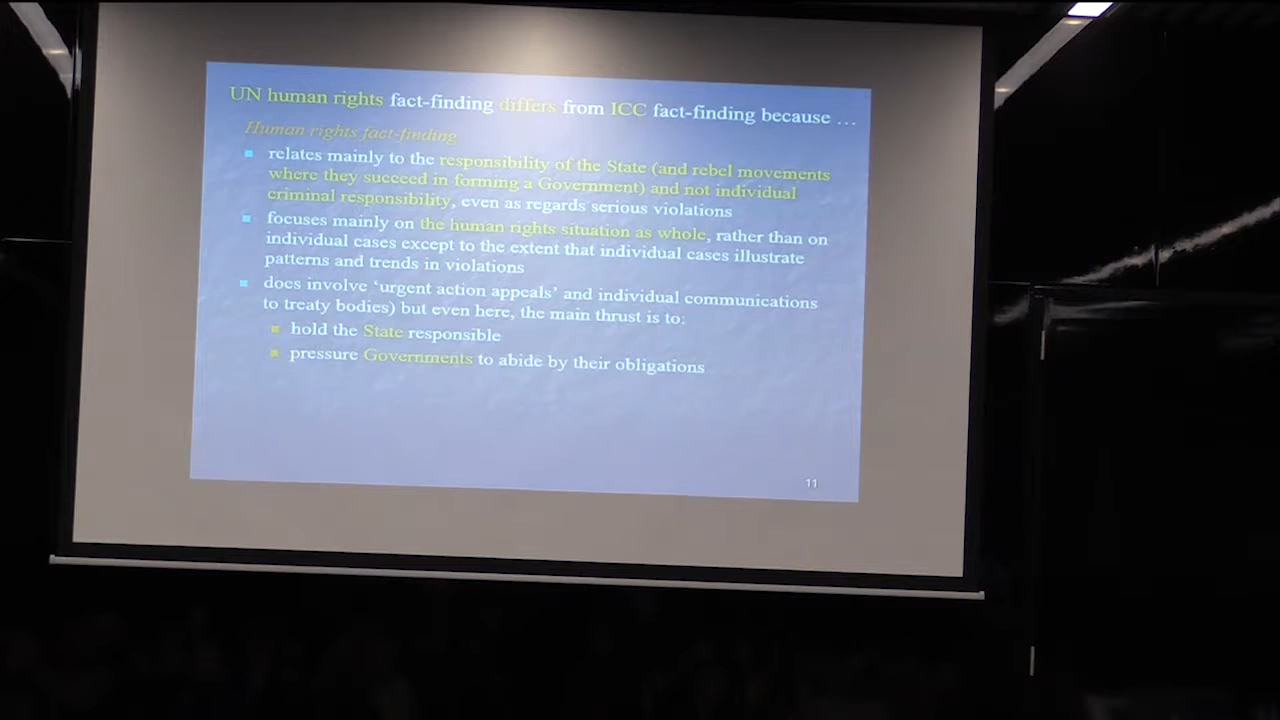 UN human rights fact-finding differs from ICC fact-finding because …
Human rights fact-finding
relates mainly to the responsibility of the State (and rebel movements
where they succeed in forming a Government) and not individual
criminal responsibility, even as regards serious violations
focuses mainly on the human rights situation as whole, rather than on
individual cases except to the extent that individual cases illustrate
patterns and trends in violations
does involve ‘urgent action appeals’ and individual communications
to treaty bodies) but even here, the main thrust is to:
hold the State responsible
pressure Governments to abide by their obligations
11